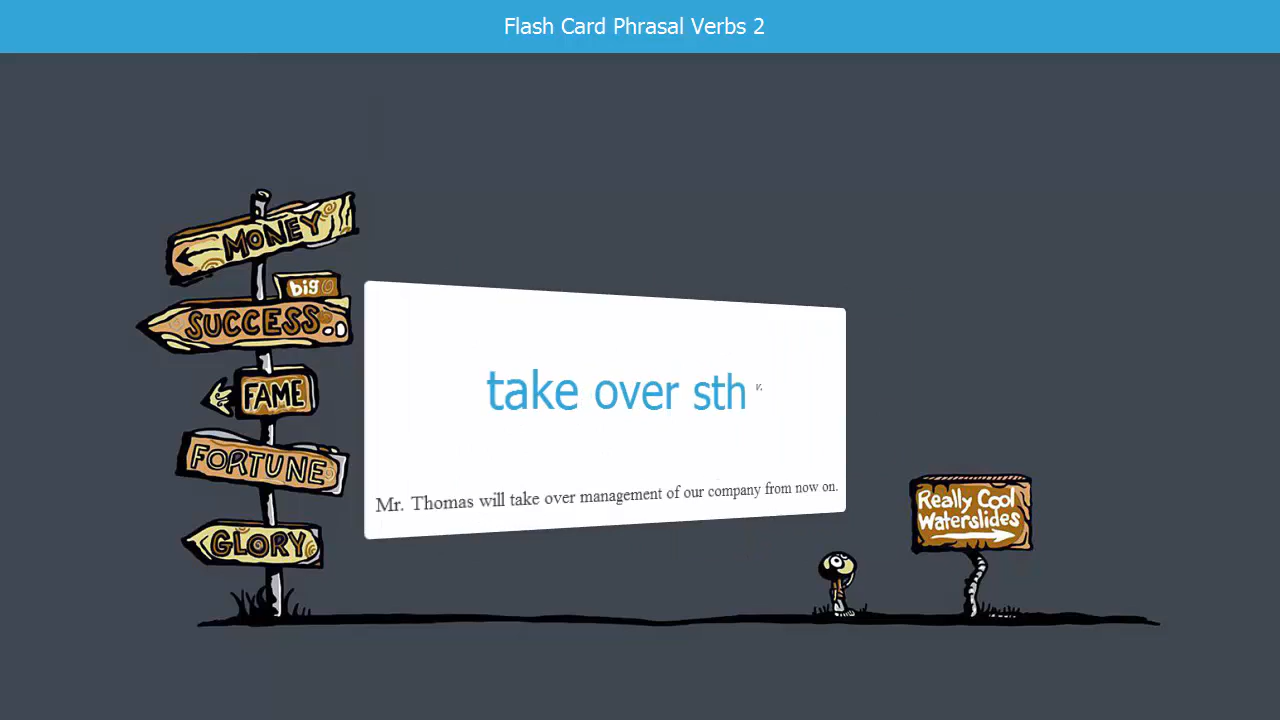 Flash Card Phrasal Verbs 2
MONEY
big
SUCCESS
FAME
FORTUNE
GLORY
take over sth v.
Mr. Thomas will take over management of our company from now on.
Really Cool
Waterslides